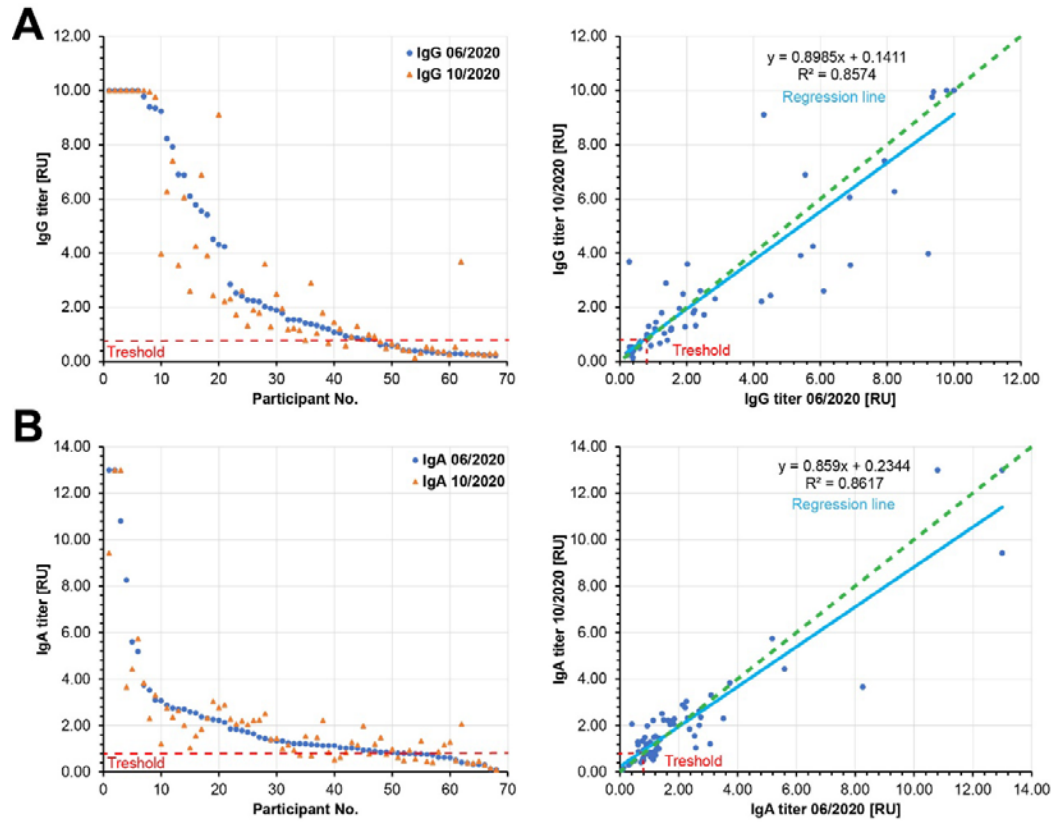 A
12.00
10.00
8.00
6.00
4.00
2.00
0.00
IgG titer [RU]
IgG 06/2020
IgG 10/2020
Treshold
0 10 20 30 40 50 60 70
Participant No.
12.00
10.00
8.00
6.00
4.00
2.00
0.00
IgG titer 10/2020 [RU]
y = 0.8985x + 0.1411
R² = 0.8574
Regression line
Treshold
0.00 2.00 4.00 6.00 8.00 10.00 12.00
IgG titer 06/2020 [RU]
B
14.00
12.00
10.00
8.00
6.00
4.00
2.00
0.00
IgA titer [RU]
IgA 06/2020
IgA 10/2020
Treshold
0 10 20 30 40 50 60 70
Participant No.
14.00
12.00
10.00
8.00
6.00
4.00
2.00
0.00
IgA titer 10/2020 [RU]
y = 0.859x + 0.2344
R² = 0.8617
Regression line
Treshold
0.00 2.00 4.00 6.00 8.00 10.00 12.00 14.00
IgA titer 06/2020 [RU]